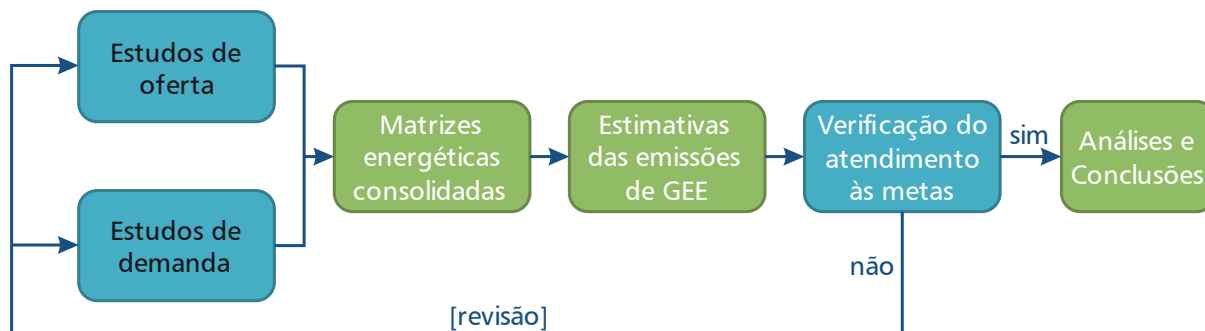 Estudos de
oferta
Estudos de
demanda
Matrizes
energéticas
consolidadas
Estimativas
das emissões
de GEE
Verificação do
atendimento
às metas
sim
Análises e
Conclusões
não
[revisão]